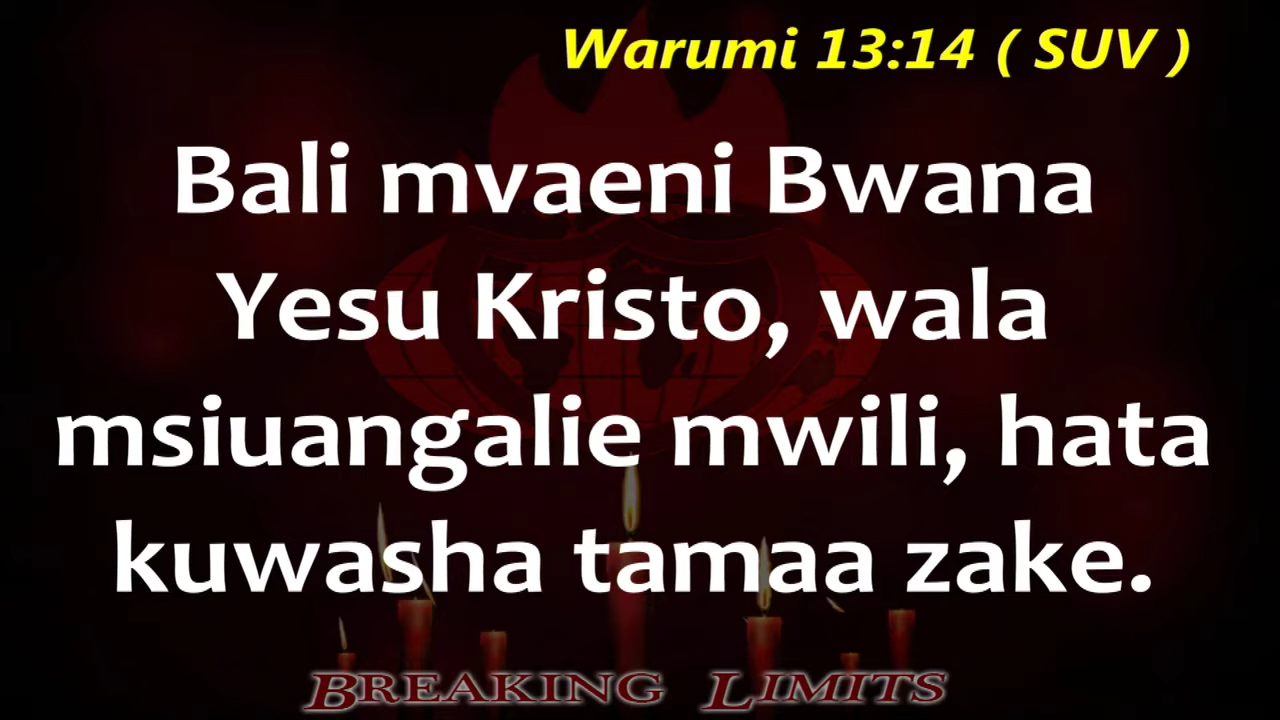 Warumi 13:14 ( SUV )
Bali mvaeni Bwana
Yesu Kristo, wala
msiuangalie mwili, hata
kuwasha tamaa zake.
BREAKING LIMITS